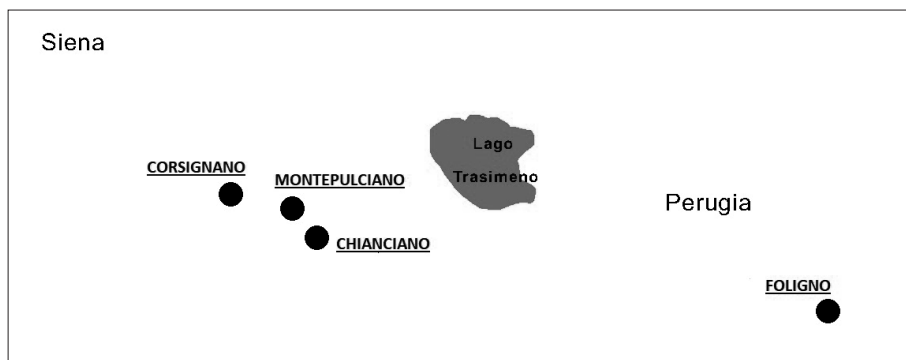 Siena
Lago
Trasimeno
CORSIGNANO
MONTEPULCIANO
Perugia
CHIANCIANO
FOLIGNO